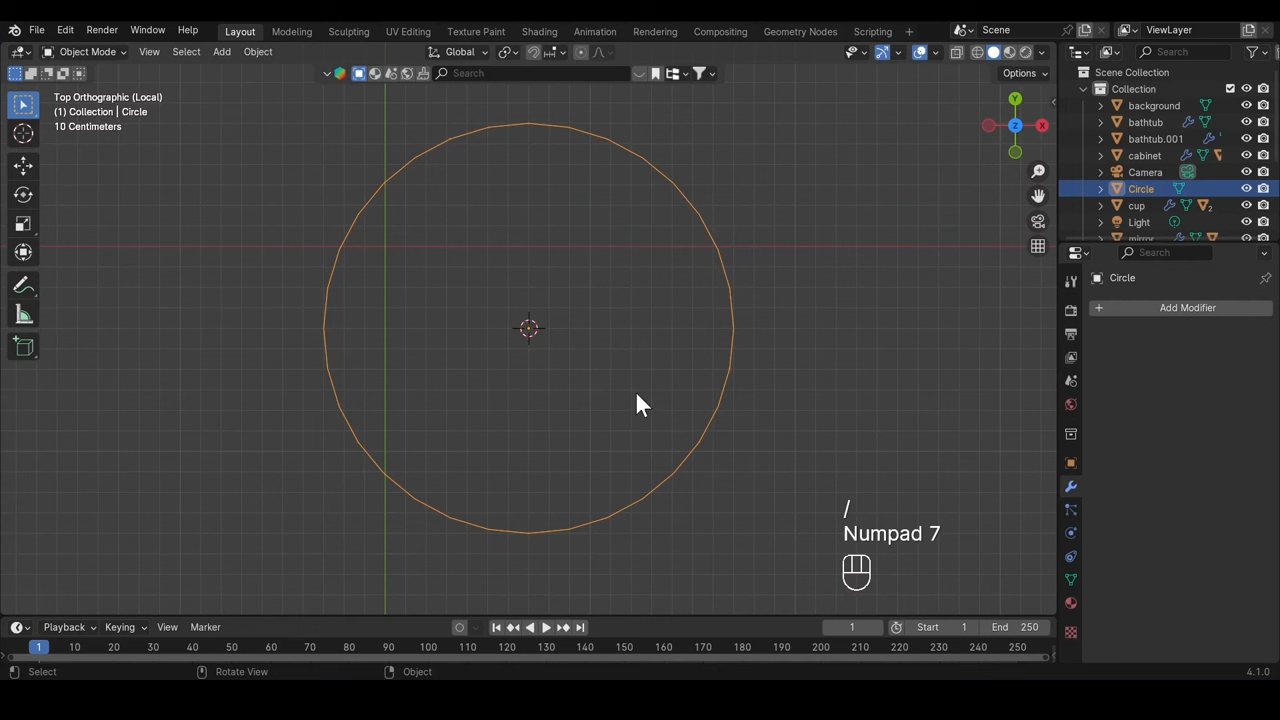 File Edit Render Window Help Layout Modeling Sculpting UV Editing Texture Paint Shading Animation Rendering Compositing Geometry Nodes Scripting + Scene ViewLayer
Object Mode View Select Add Object Global Search
Search Options Scene Collection
Top Orthographic (Local) Collection
(1) Collection | Circle background
10 Centimeters bathtub
bathtub.001
cabinet
Camera
Circle
cup 2
Light
mirror
Search
Circle
+ Add Modifier
Y
Z X
/
Numpad 7
Playback Keying View Marker 1 Start 1 End 250
1 10 20 30 40 50 60 70 80 90 100 110 120 130 140 150 160 170 180 190 200 210 220 230 240 250
Select Rotate View Object 4.1.0